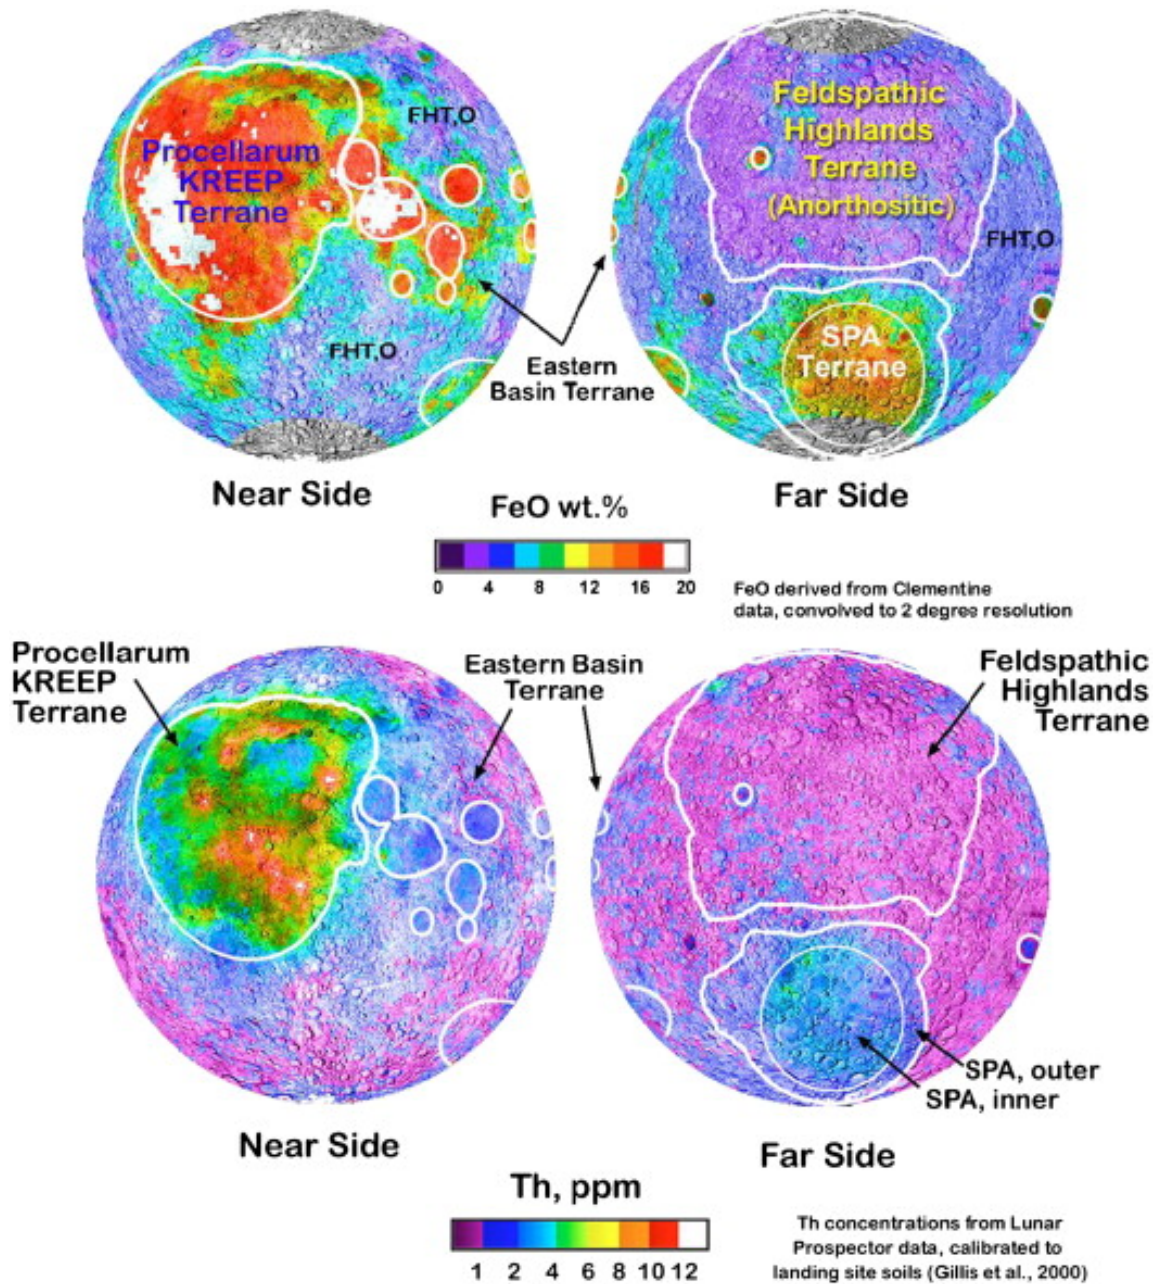 FHT,O
Procellarum
KREEP
Terrane
FHT,O
Feldspathic
Highlands
Terrane
(Anorthositic)
FHT,O
SPA
Terrane
Eastern
Basin Terrane
Near Side
Far Side
FeO wt.%
0 4 8 12 16 20
FeO derived from Clementine
data, convolved to 2 degree resolution
Procellarum
KREEP
Terrane
Eastern Basin
Terrane
Feldspathic
Highlands
Terrane
SPA, outer
SPA, inner
Near Side
Far Side
Th, ppm
1 2 4 6 8 10 12
Th concentrations from Lunar
Prospector data, calibrated to
landing site soils (Gillis et al., 2000)